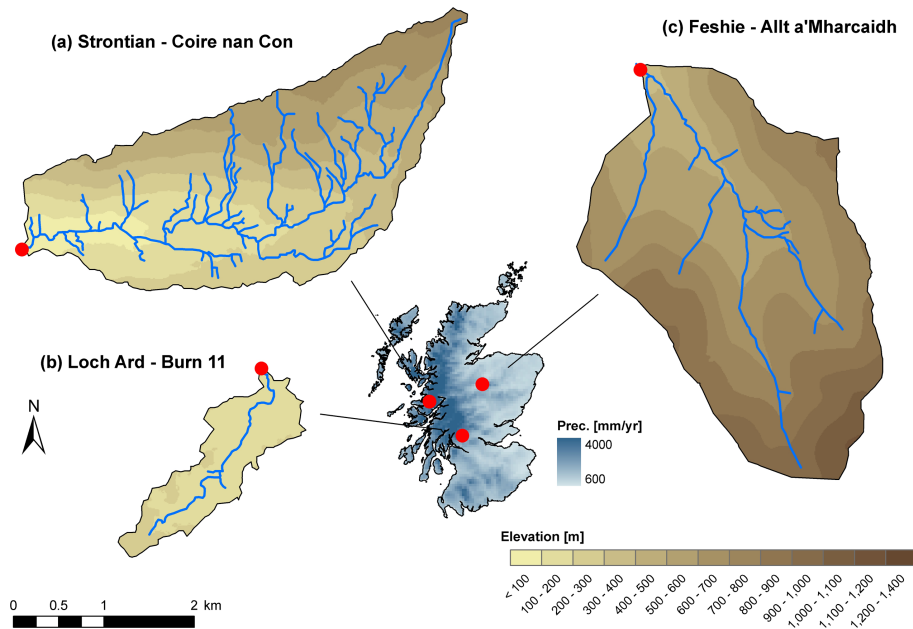 (a) Strontian - Coire nan Con
(c) Feshie - Allt a'Mharcaidh
(b) Loch Ard - Burn 11
N
Prec. [mm/yr]
4000
600
Elevation [m]
< 100
100 - 200
200 - 300
300 - 400
400 - 500
500 - 600
600 - 700
700 - 800
800 - 900
900 - 1,000
1,000 - 1,100
1,100 - 1,200
1,200 - 1,400
0 0.5 1 2 km